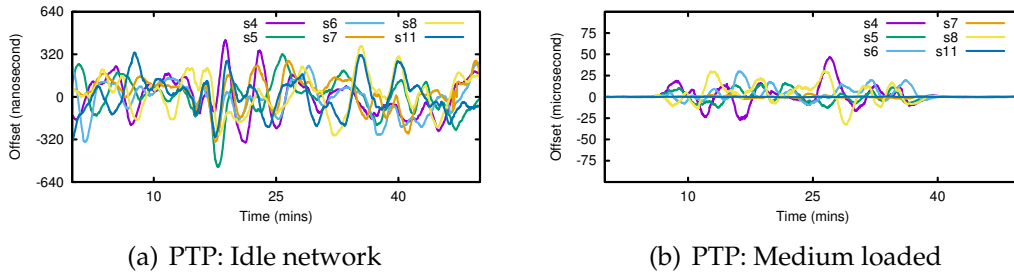 640
320
0
-320
-640
Offset (nanosecond)
10
25
40
Time (mins)
s4
s5
s6
s7
s8
s11
(a) PTP: Idle network
75
50
25
0
-25
-50
-75
Offset (microsecond)
10
25
40
Time (mins)
s4
s5
s6
s7
s8
s11
(b) PTP: Medium loaded